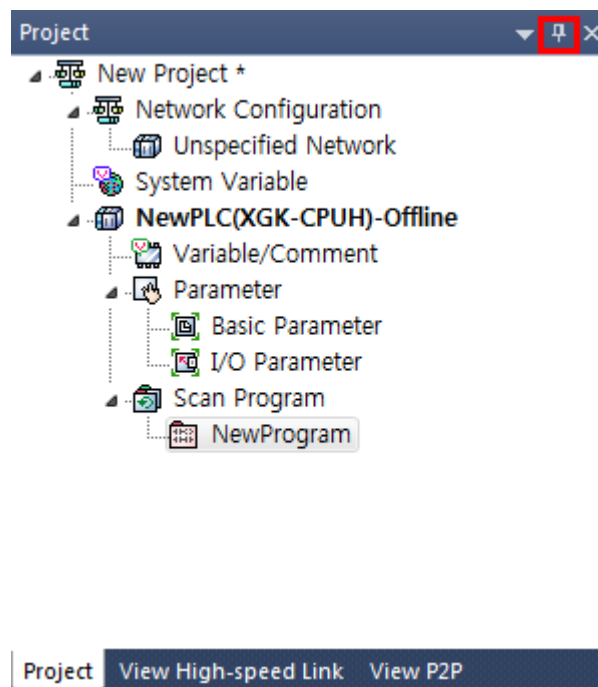 Project
New Project *
Network Configuration
Unspecified Network
System Variable
NewPLC(XGK-CPUH)-Offline
Variable/Comment
Parameter
Basic Parameter
I/O Parameter
Scan Program
NewProgram
Project View High-speed Link View P2P